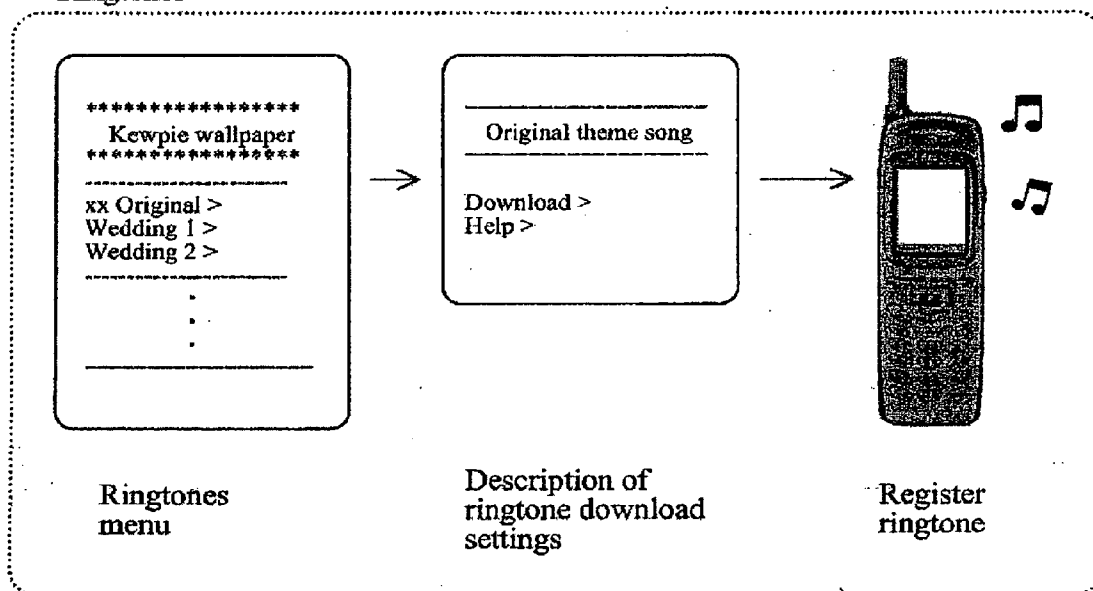 *****************
Kewpie wallpaper
*****************
xx Original >
Wedding 1 >
Wedding 2 >
Original theme song
Download >
Help >
Ringtones
menu
Description of
ringtone download
settings
Register
ringtone